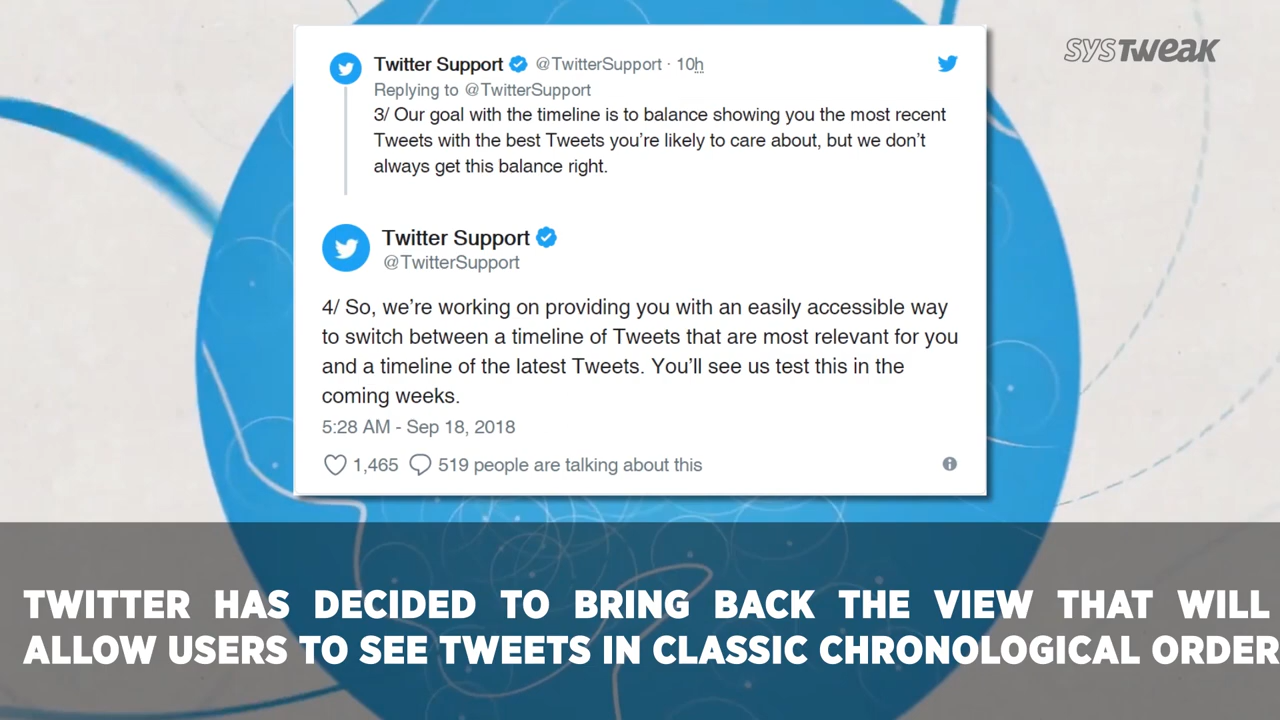 SYSTWEAK
Twitter Support @TwitterSupport · 10h
Replying to @TwitterSupport
3/ Our goal with the timeline is to balance showing you the most recent
Tweets with the best Tweets you’re likely to care about, but we don’t
always get this balance right.
Twitter Support
@TwitterSupport
4/ So, we’re working on providing you with an easily accessible way
to switch between a timeline of Tweets that are most relevant for you
and a timeline of the latest Tweets. You’ll see us test this in the
coming weeks.
5:28 AM - Sep 18, 2018
1,465 519 people are talking about this
TWITTER HAS DECIDED TO BRING BACK THE VIEW THAT WILL
ALLOW USERS TO SEE TWEETS IN CLASSIC CHRONOLOGICAL ORDER